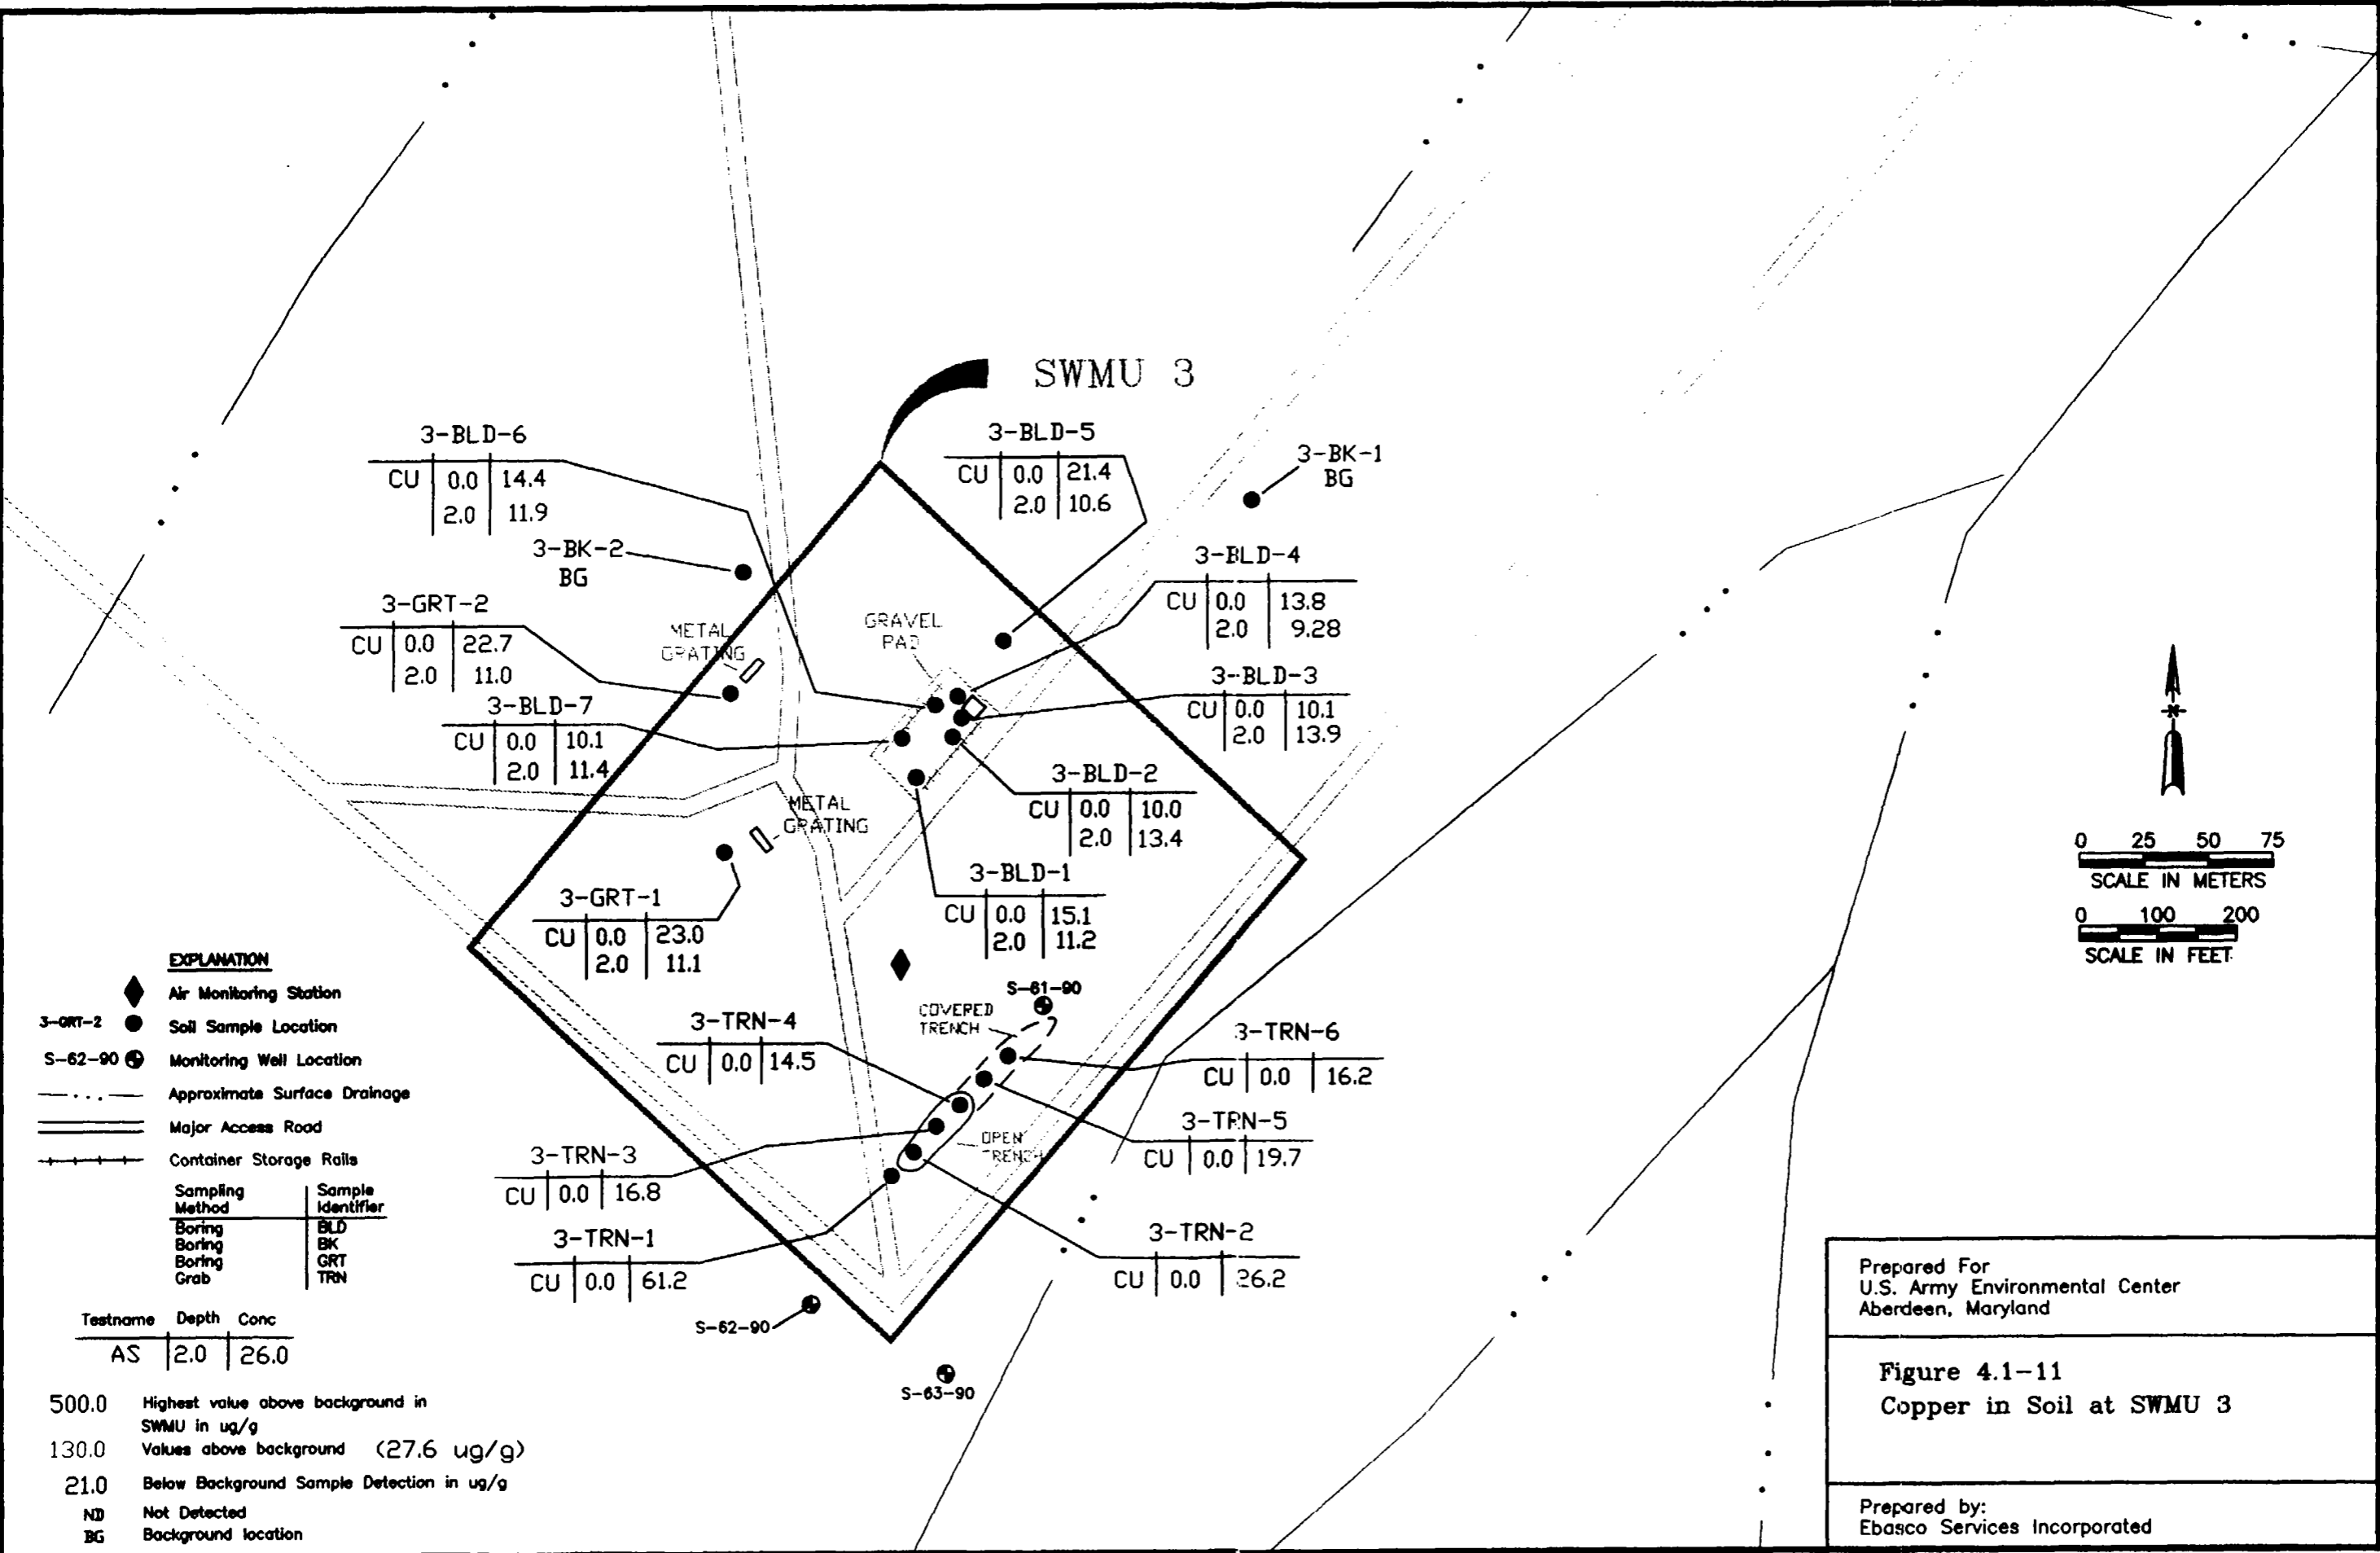 SWMU 3
3-BLD-6
CU 0.0 14.4
2.0 11.9
3-BLD-5
CU 0.0 21.4
2.0 10.6
3-BK-1
BG
3-BK-2
BG
3-BLD-4
CU 0.0 13.8
2.0 9.28
3-GRT-2
CU 0.0 22.7
2.0 11.0
METAL
GRATING
GRAVEL
PAD
3-BLD-3
CU 0.0 10.1
2.0 13.9
3-BLD-7
CU 0.0 10.1
2.0 11.4
3-BLD-2
CU 0.0 10.0
2.0 13.4
METAL
GRATING
3-BLD-1
CU 0.0 15.1
2.0 11.2
3-GRT-1
CU 0.0 23.0
2.0 11.1
0 25 50 75
SCALE IN METERS
0 100 200
SCALE IN FEET
S-61-90
COVERED
TRENCH
3-TRN-4
CU 0.0 14.5
3-TRN-6
CU 0.0 16.2
3-TRN-5
CU 0.0 19.7
OPEN
TRENCH
3-TRN-3
CU 0.0 16.8
3-TRN-1
CU 0.0 61.2
3-TRN-2
CU 0.0 26.2
S-62-90
S-63-90
EXPLANATION
Air Monitoring Station
3-GRT-2 Soil Sample Location
S-62-90 Monitoring Well Location
Approximate Surface Drainage
Major Access Road
Container Storage Rails
Sampling Sample
Method Identifier
Boring BLD
Boring BK
Boring GRT
Grab TRN
Testname Depth Conc
AS 2.0 26.0
500.0 Highest value above background in
SWMU in ug/g
130.0 Values above background (27.6 ug/g)
21.0 Below Background Sample Detection in ug/g
ND Not Detected
BG Background location
Prepared For
U.S. Army Environmental Center
Aberdeen, Maryland
Figure 4.1-11
Copper in Soil at SWMU 3
Prepared by:
Ebasco Services Incorporated